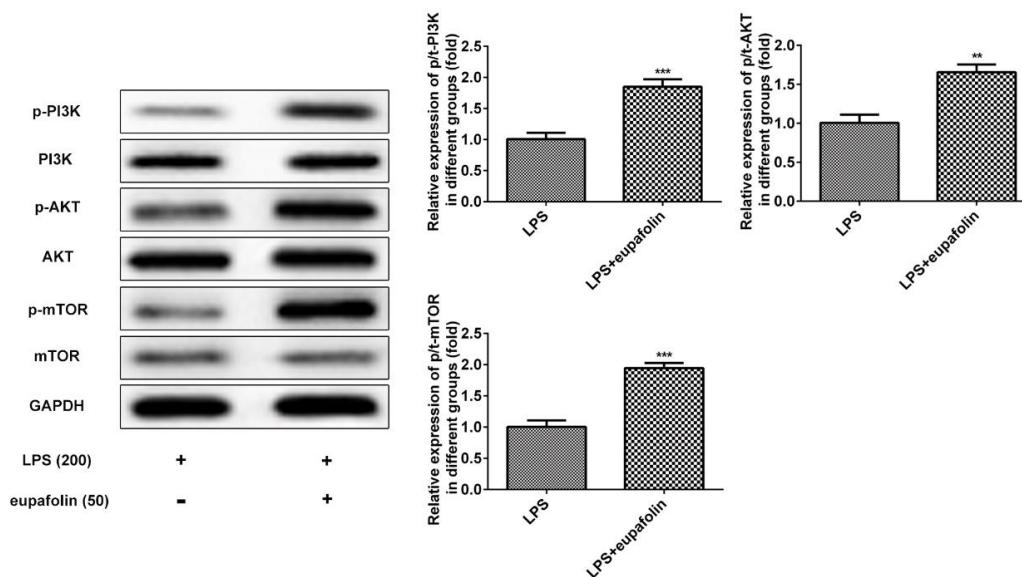 p-PI3K
PI3K
p-AKT
AKT
p-mTOR
mTOR
GAPDH
LPS (200) + +
eupafolin (50) - +
Relative expression of p/t-PI3K
in different groups (fold)
2.5
2.0
1.5
1.0
0.5
0.0
***
LPS
LPS+eupafolin
Relative expression of p/t-AKT
in different groups (fold)
2.0
1.5
1.0
0.5
0.0
**
LPS
LPS+eupafolin
Relative expression of p/t-mTOR
in different groups (fold)
2.5
2.0
1.5
1.0
0.5
0.0
***
LPS
LPS+eupafolin